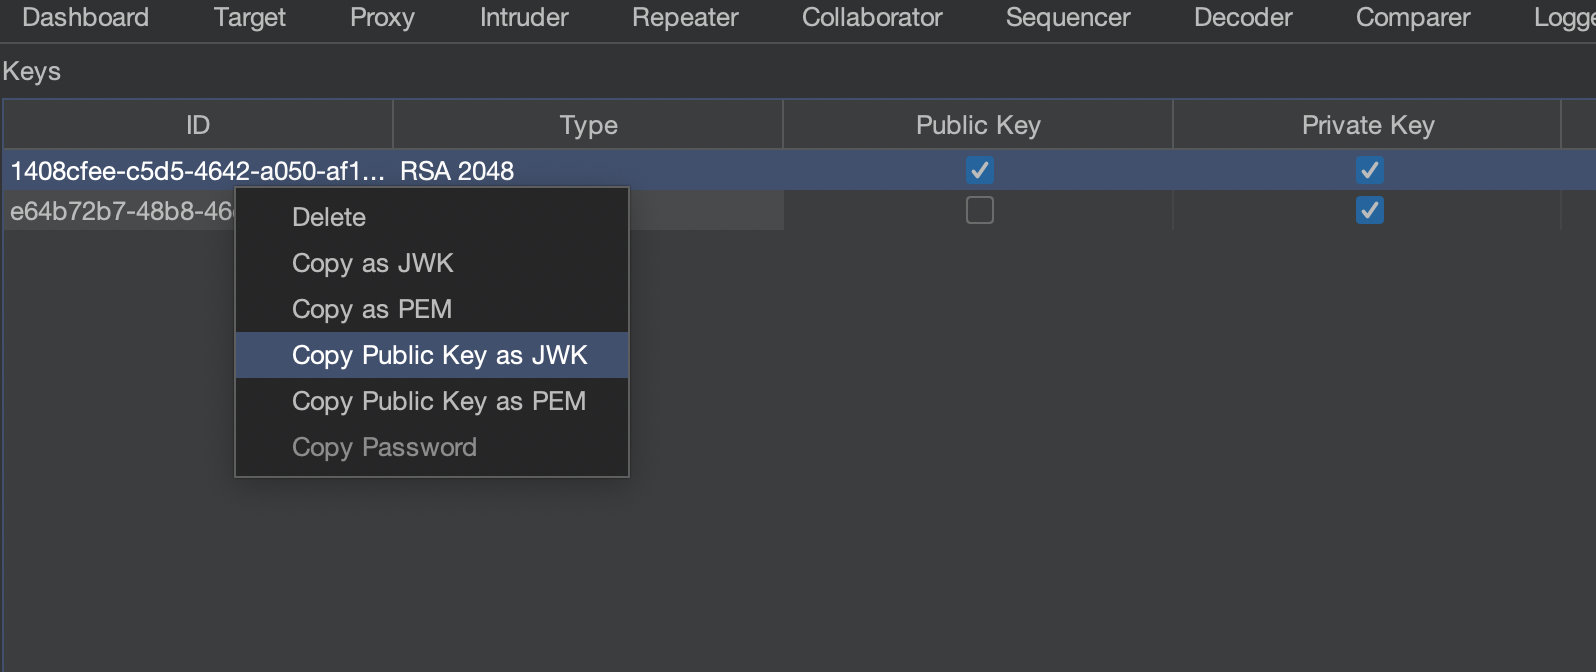 Dashboard Target Proxy Intruder Repeater Collaborator Sequencer Decoder Comparer
Keys
ID Type Public Key Private Key
1408cfee-c5d5-4642-a050-af1... RSA 2048
e64b72b7-48b8-46
Delete
Copy as JWK
Copy as PEM
Copy Public Key as JWK
Copy Public Key as PEM
Copy Password